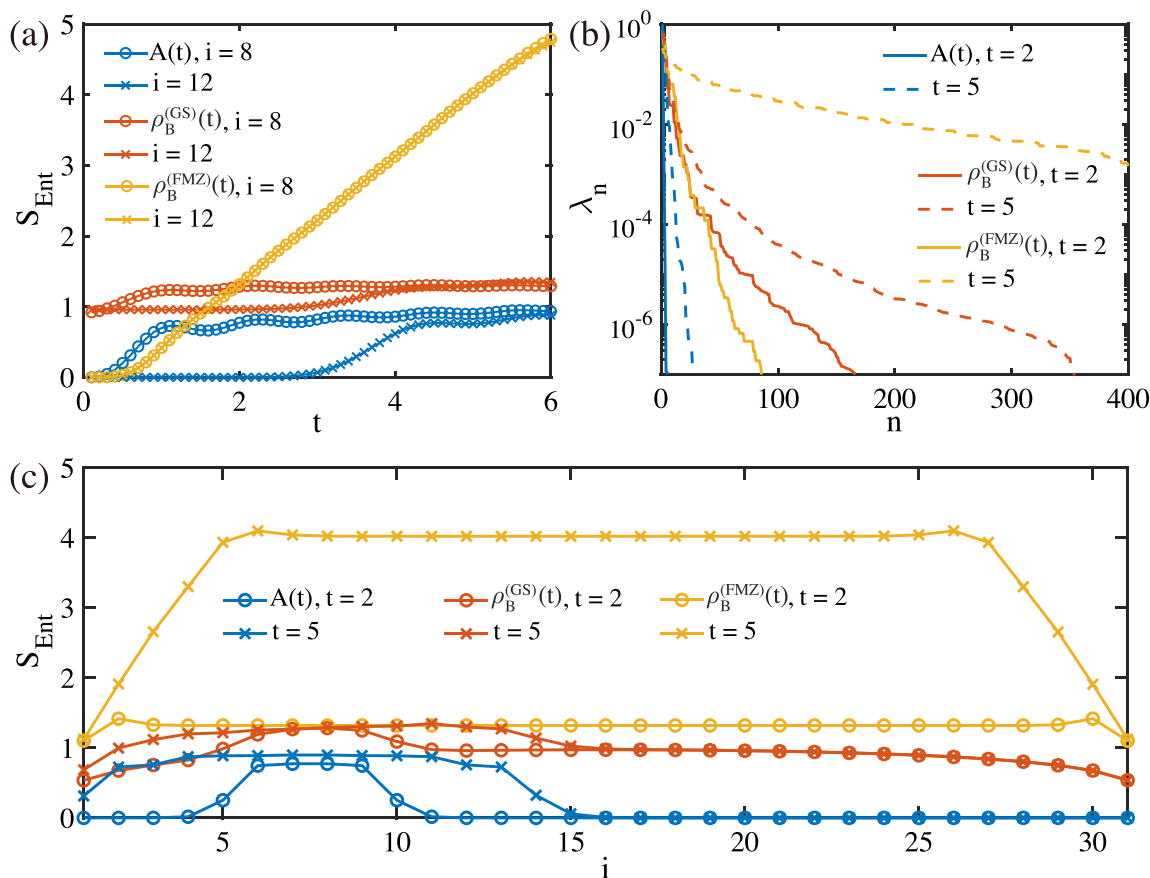 (a)
5
4
3
2
1
0
S_Ent
A(t), i = 8
i = 12
ρ_B^(GS)(t), i = 8
i = 12
ρ_B^(FMZ)(t), i = 8
i = 12
0 2 4 6
t
(b)
10^0
10^-2
10^-4
10^-6
λ_n
A(t), t = 2
t = 5
ρ_B^(GS)(t), t = 2
t = 5
ρ_B^(FMZ)(t), t = 2
t = 5
0 100 200 300 400
n
(c)
5
4
3
2
1
0
S_Ent
A(t), t = 2 ρ_B^(GS)(t), t = 2 ρ_B^(FMZ)(t), t = 2
t = 5 t = 5 t = 5
5 10 15 20 25 30
i